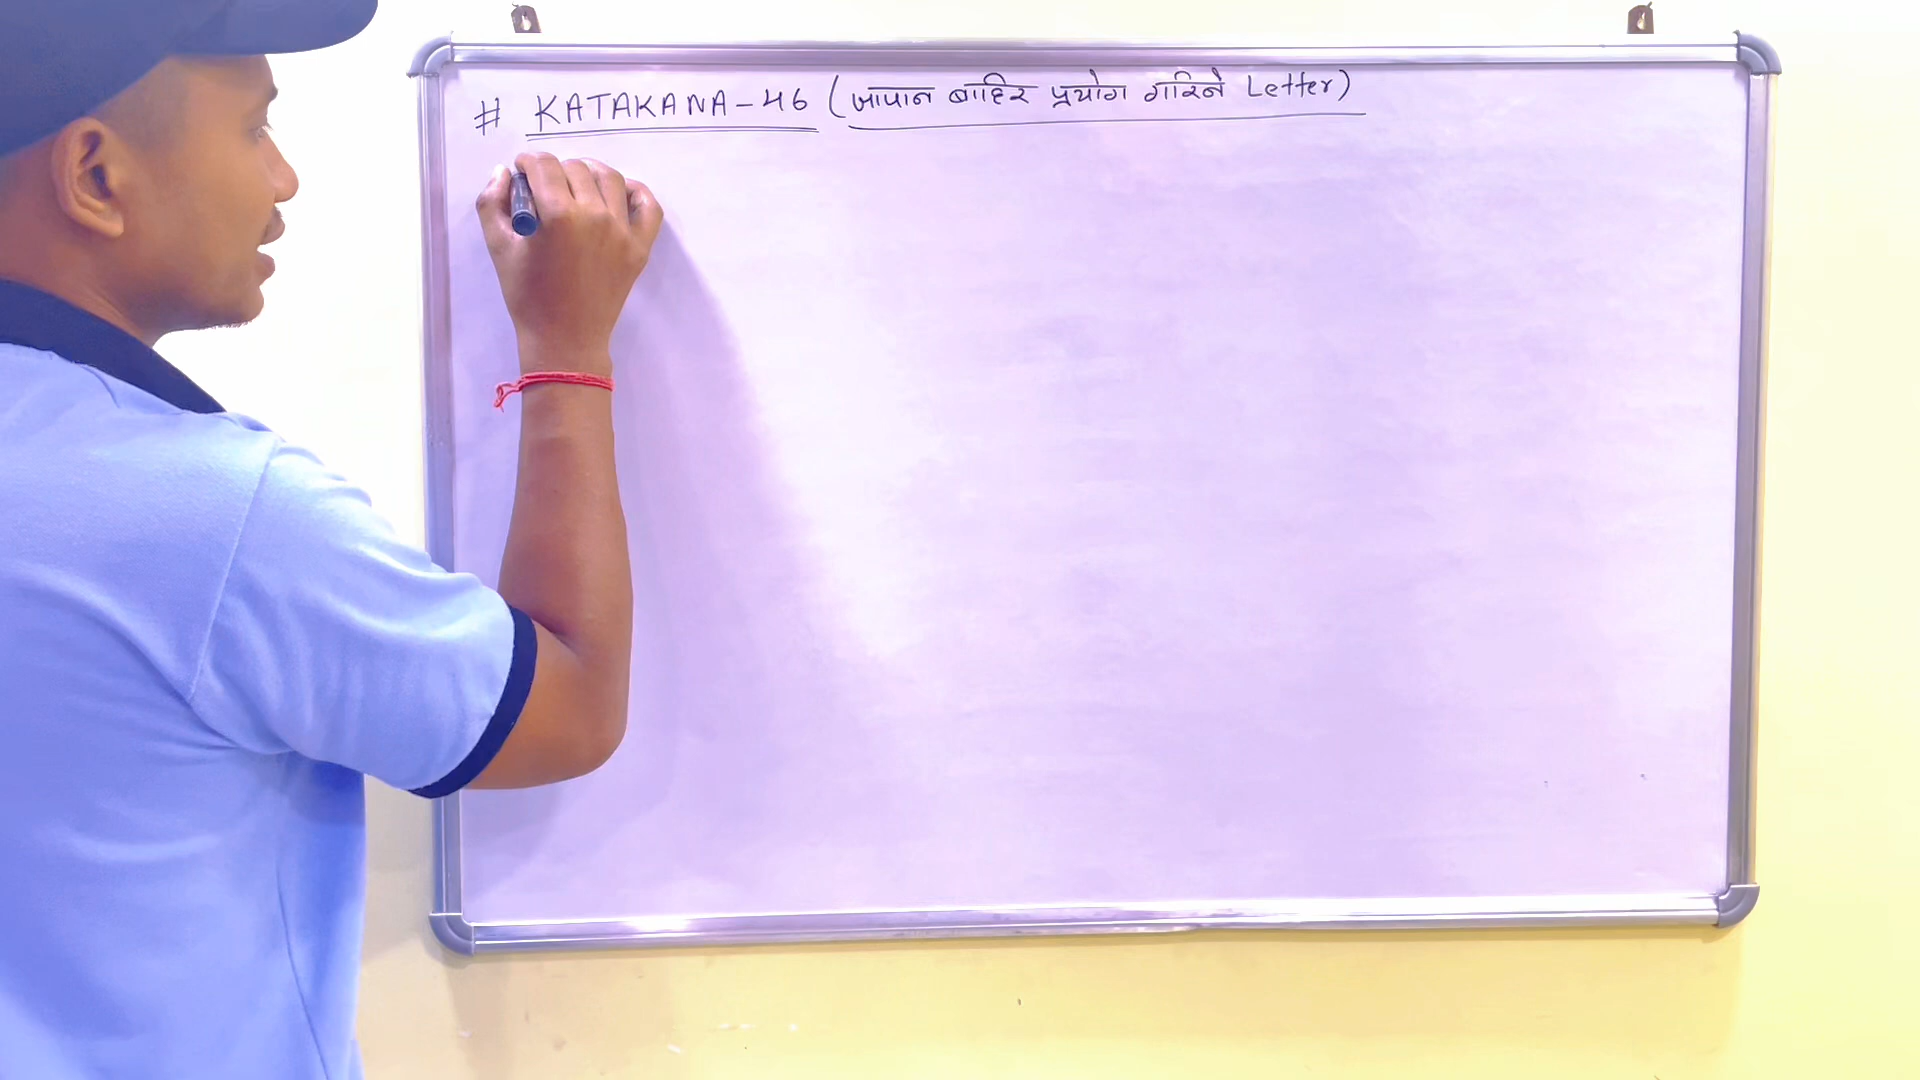 # KATAKANA - 46 (जापान बाहिर प्रयोग गरिने Letter)